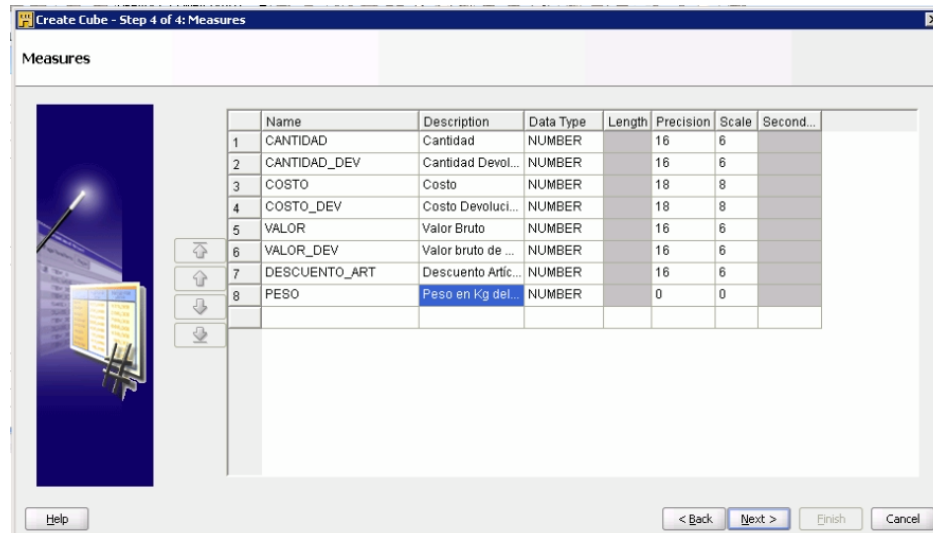 Create Cube - Step 4 of 4: Measures
Measures
Name Description Data Type Length Precision Scale Second...
1 CANTIDAD Cantidad NUMBER 16 6
2 CANTIDAD_DEV Cantidad Devol... NUMBER 16 6
3 COSTO Costo NUMBER 18 8
4 COSTO_DEV Costo Devoluci... NUMBER 18 8
5 VALOR Valor Bruto NUMBER 16 6
6 VALOR_DEV Valor bruto de ... NUMBER 16 6
7 DESCUENTO_ART Descuento Artíc... NUMBER 16 6
8 PESO Peso en Kg del... NUMBER 0 0
Help < Back Next > Finish Cancel